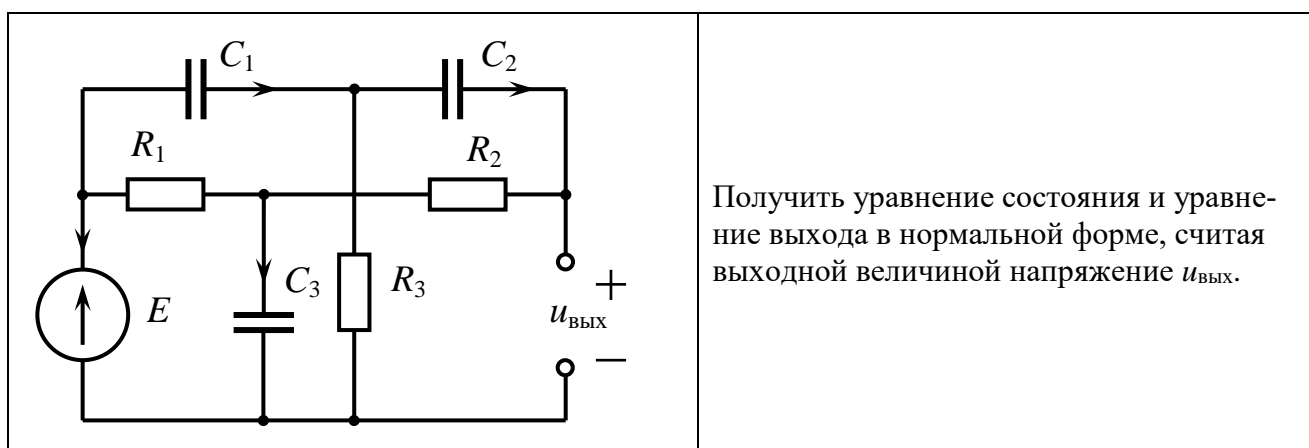 C1
C2
R1
R2
Получить уравнение состояния и уравне-
ние выхода в нормальной форме, считая
выходной величиной напряжение uвых.
E
C3
R3
+
uвых
−